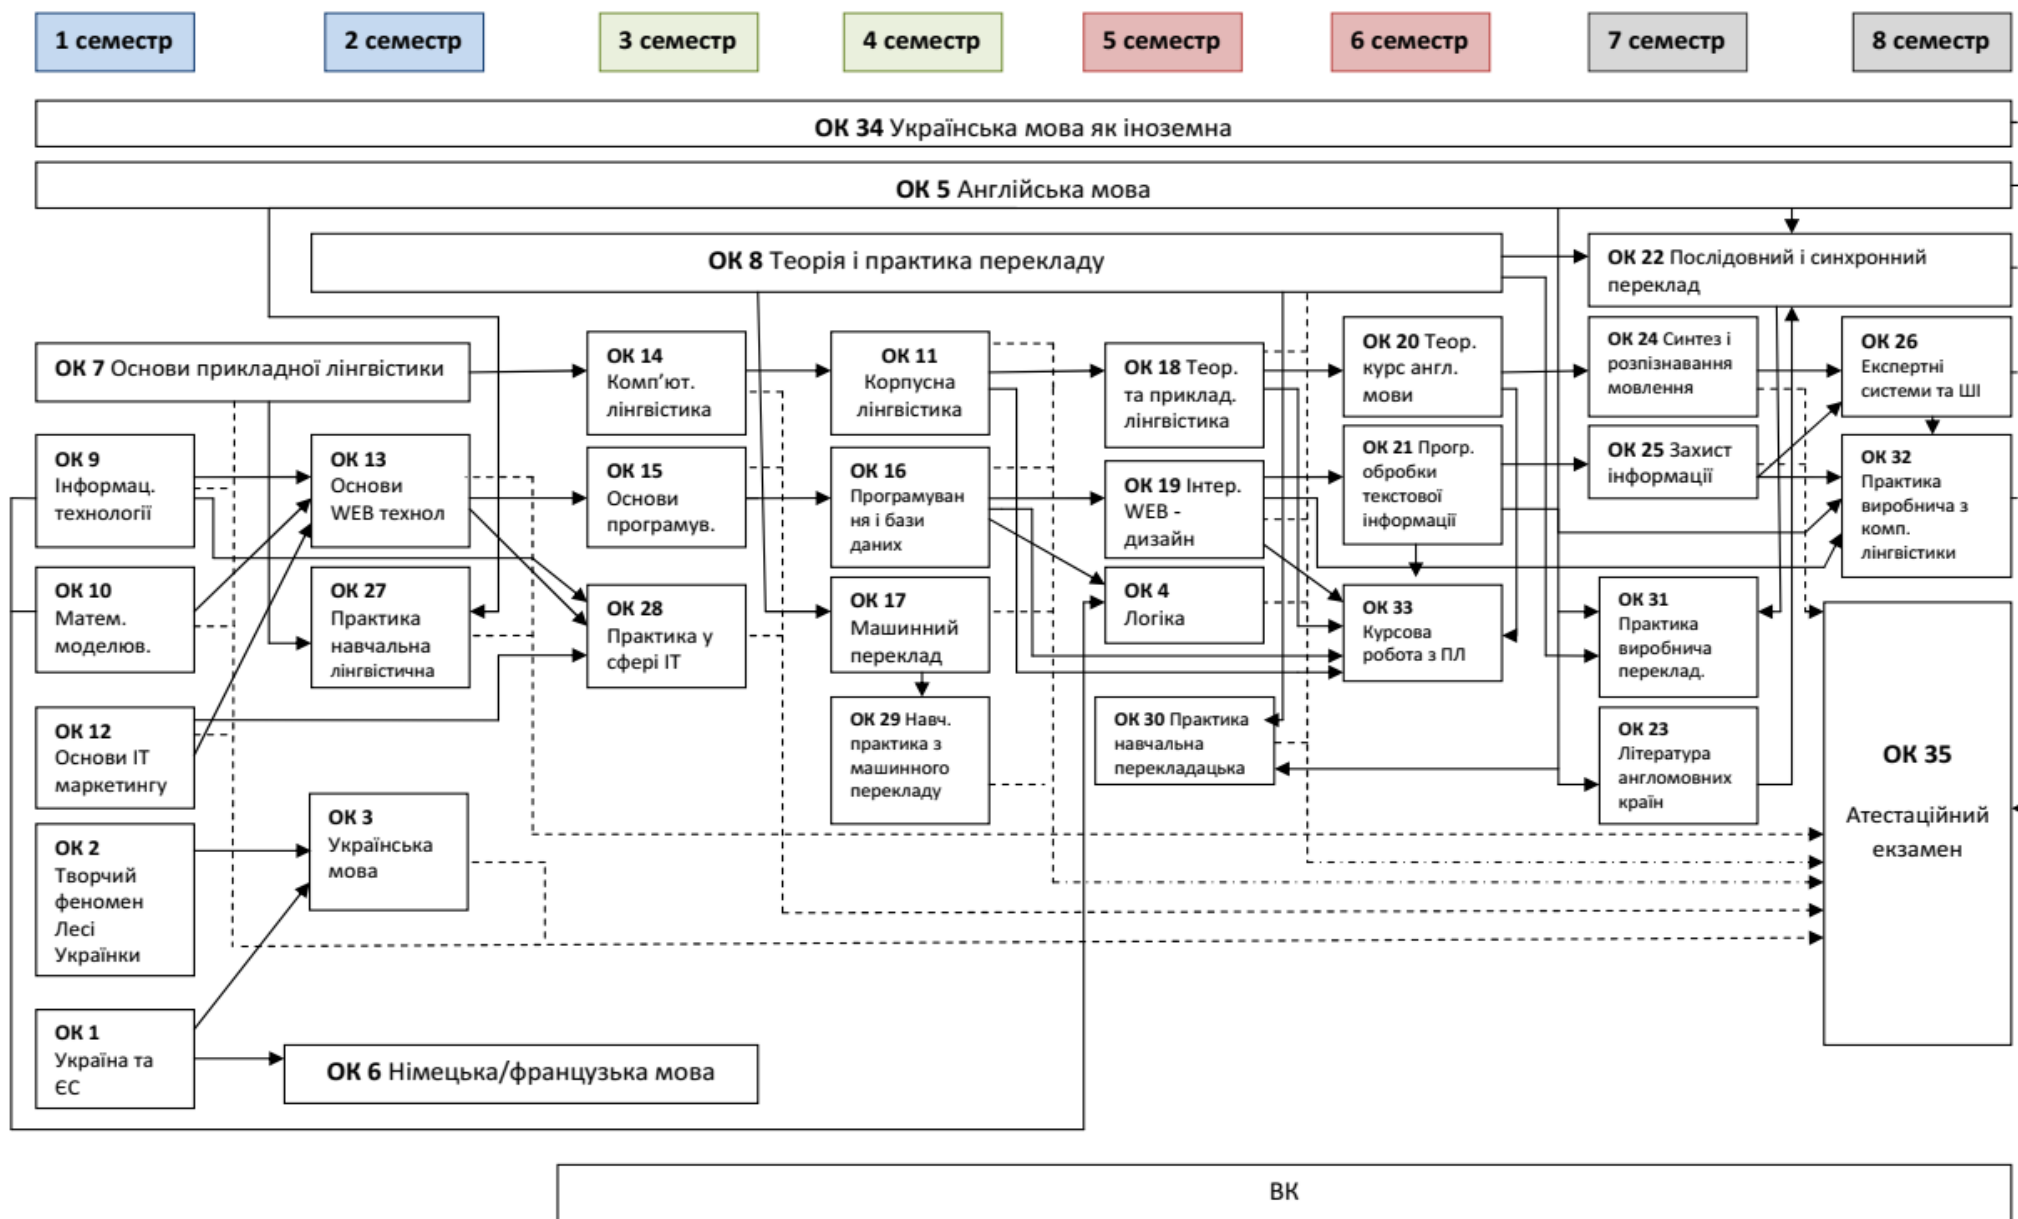 1 семестр
2 семестр
3 семестр
4 семестр
5 семестр
6 семестр
7 семестр
8 семестр
ОК 34 Українська мова як іноземна
ОК 5 Англійська мова
ОК 8 Теорія і практика перекладу
ОК 22 Послідовний і синхронний
переклад
ОК 7 Основи прикладної лінгвістики
ОК 14
Комп’ют.
лінгвістика
ОК 11
Корпусна
лінгвістика
ОК 18 Теор.
та приклад.
лінгвістика
ОК 20 Теор.
курс англ.
мови
ОК 24 Синтез і
розпізнавання
мовлення
ОК 26
Експертні
системи та ШІ
ОК 9
Інформац.
технології
ОК 13
Основи
WEB технол
ОК 15
Основи
програмув.
ОК 16
Програмуван
ня і бази
даних
ОК 19 Інтер.
WEB -
дизайн
ОК 21 Прогр.
обробки
текстової
інформації
ОК 25 Захист
інформації
ОК 32
Практика
виробнича з
комп.
лінгвістики
ОК 10
Матем.
моделюв.
ОК 27
Практика
навчальна
лінгвістична
ОК 28
Практика у
сфері ІТ
ОК 17
Машинний
переклад
ОК 4
Логіка
ОК 33
Курсова
робота з ПЛ
ОК 31
Практика
виробнича
переклад.
ОК 12
Основи ІТ
маркетингу
ОК 29 Навч.
практика з
машинного
перекладу
ОК 30 Практика
навчальна
перекладацька
ОК 23
Література
англомовних
країн
ОК 35
Атестаційний
екзамен
ОК 2
Творчий
феномен
Лесі
Українки
ОК 3
Українська
мова
ОК 1
Україна та
ЄС
ОК 6 Німецька/французька мова
ВК